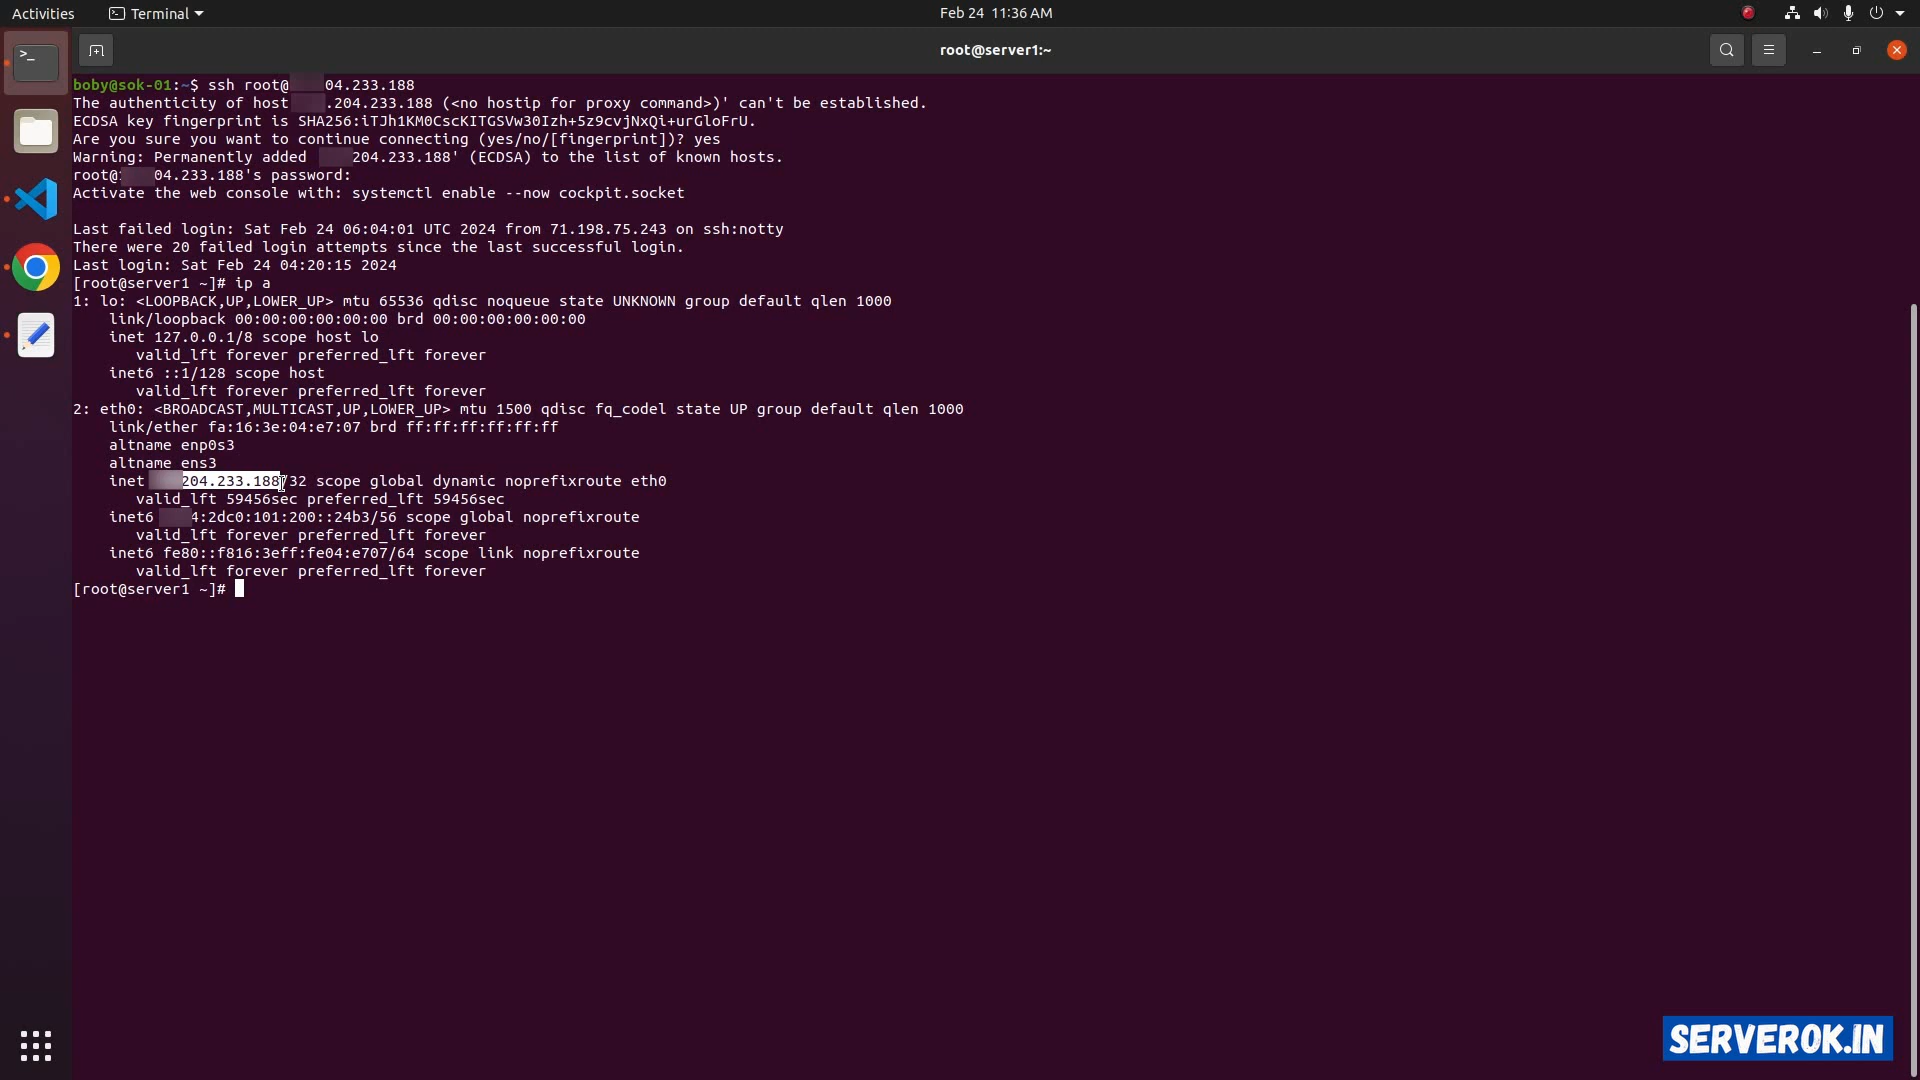 Activities Terminal Feb 24 11:36 AM
root@server1:~
boby@sok-01:~$ ssh root@ 04.233.188
The authenticity of host .204.233.188 (<no hostip for proxy command>)' can't be established.
ECDSA key fingerprint is SHA256:iTJh1KM0CscKITGSVw30Izh+5z9cvjNxQi+urGloFrU.
Are you sure you want to continue connecting (yes/no/[fingerprint])? yes
Warning: Permanently added 204.233.188' (ECDSA) to the list of known hosts.
root@ 04.233.188's password:
Activate the web console with: systemctl enable --now cockpit.socket
Last failed login: Sat Feb 24 06:04:01 UTC 2024 from 71.198.75.243 on ssh:notty
There were 20 failed login attempts since the last successful login.
Last login: Sat Feb 24 04:20:15 2024
[root@server1 ~]# ip a
1: lo: <LOOPBACK,UP,LOWER_UP> mtu 65536 qdisc noqueue state UNKNOWN group default qlen 1000
link/loopback 00:00:00:00:00:00 brd 00:00:00:00:00:00
inet 127.0.0.1/8 scope host lo
valid_lft forever preferred_lft forever
inet6 ::1/128 scope host
valid_lft forever preferred_lft forever
2: eth0: <BROADCAST,MULTICAST,UP,LOWER_UP> mtu 1500 qdisc fq_codel state UP group default qlen 1000
link/ether fa:16:3e:04:e7:07 brd ff:ff:ff:ff:ff:ff
altname enp0s3
altname ens3
inet 204.233.188/32 scope global dynamic noprefixroute eth0
valid_lft 59456sec preferred_lft 59456sec
inet6 4:2dc0:101:200::24b3/56 scope global noprefixroute
valid_lft forever preferred_lft forever
inet6 fe80::f816:3eff:fe04:e707/64 scope link noprefixroute
valid_lft forever preferred_lft forever
[root@server1 ~]#
SERVEROK.IN